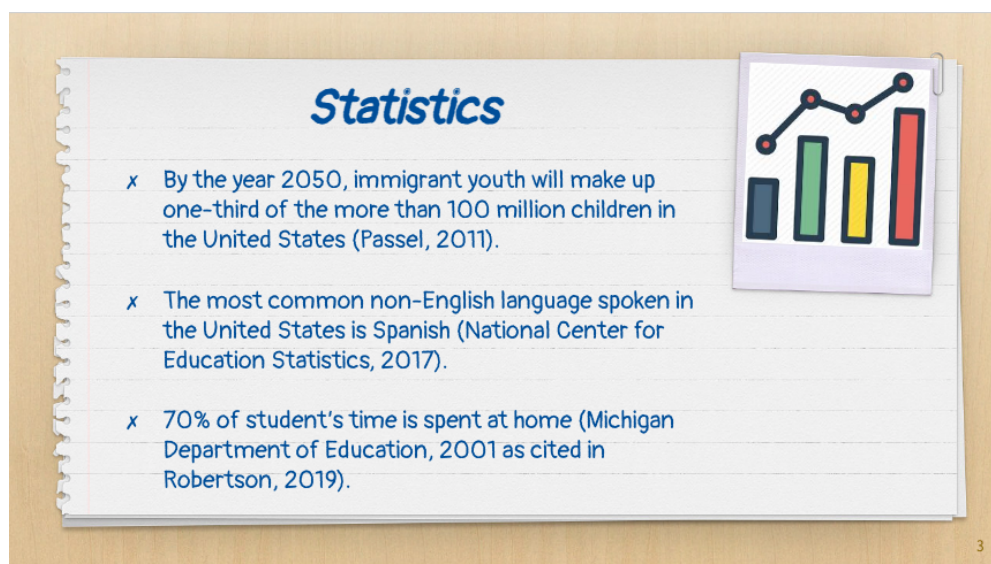 Statistics
✗ By the year 2050, immigrant youth will make up
one-third of the more than 100 million children in
the United States (Passel, 2011).
✗ The most common non-English language spoken in
the United States is Spanish (National Center for
Education Statistics, 2017).
✗ 70% of student's time is spent at home (Michigan
Department of Education, 2001 as cited in
Robertson, 2019).
3